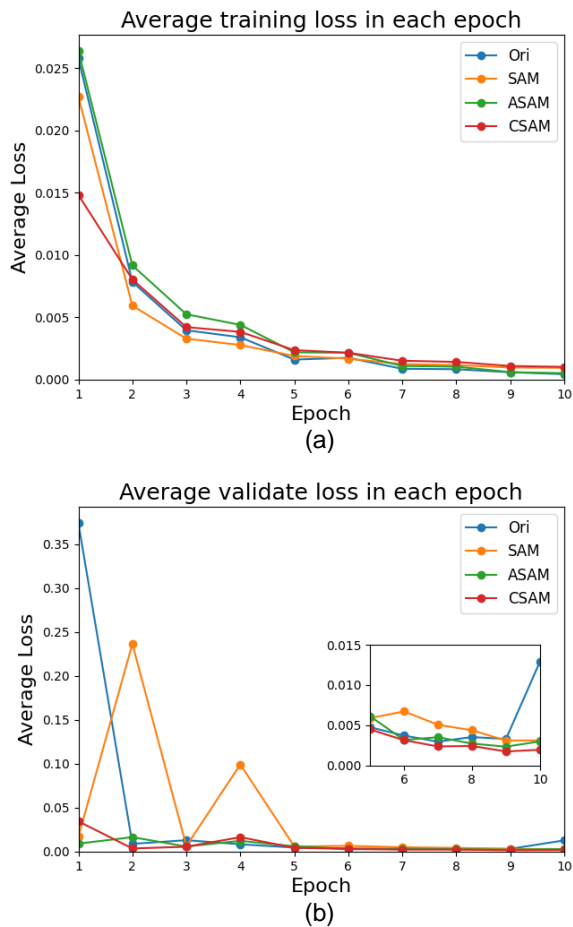 Average training loss in each epoch
Average Loss
0.025
0.020
0.015
0.010
0.005
0.000
Ori
SAM
ASAM
CSAM
1 2 3 4 5 6 7 8 9 10
Epoch
(a)
Average validate loss in each epoch
Average Loss
0.35
0.30
0.25
0.20
0.15
0.10
0.05
0.00
Ori
SAM
ASAM
CSAM
0.015
0.010
0.005
0.000
6 8 10
1 2 3 4 5 6 7 8 9 10
Epoch
(b)